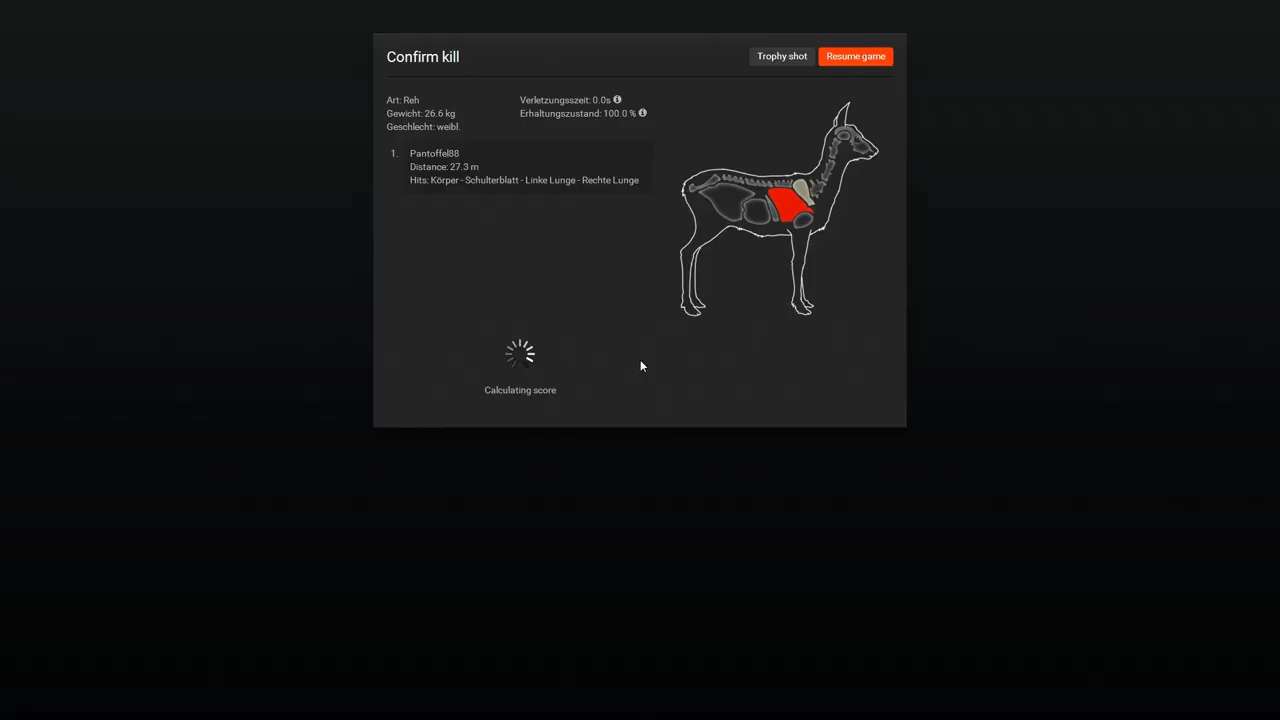 Confirm kill
Trophy shot
Resume game
Art: Reh
Gewicht: 26.6 kg
Geschlecht: weibl.
Verletzungsszeit: 0.0s
Erhaltungszustand: 100.0 %
1. Pantoffel88
Distance: 27.3 m
Hits: Körper - Schulterblatt - Linke Lunge - Rechte Lunge
Calculating score